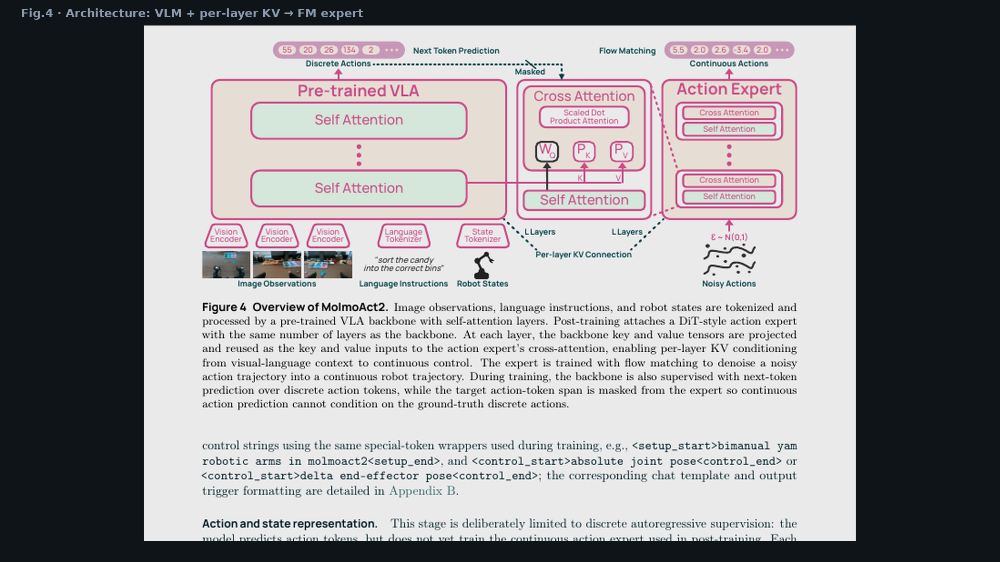 Fig.4 · Architecture: VLM + per-layer KV → FM expert
55 20 26 134 2 ···
Next Token Prediction
Flow Matching
5.5 2.0 2.6 -3.4 2.0 ···
Discrete Actions
Masked
Continuous Actions
Pre-trained VLA
Self Attention
Self Attention
Cross Attention
Scaled Dot
Product Attention
W_Q P_K P_V
K V
Self Attention
Action Expert
Cross Attention
Self Attention
Cross Attention
Self Attention
Vision
Encoder
Vision
Encoder
Vision
Encoder
Language
Tokenizer
State
Tokenizer
L Layers
L Layers
Per-layer KV Connection
ε ~ N(0,1)
"sort the candy
into the correct bins"
Image Observations
Language Instructions
Robot States
Noisy Actions
Figure 4 Overview of MolmoAct2. Image observations, language instructions, and robot states are tokenized and
processed by a pre-trained VLA backbone with self-attention layers. Post-training attaches a DiT-style action expert
with the same number of layers as the backbone. At each layer, the backbone key and value tensors are projected
and reused as the key and value inputs to the action expert's cross-attention, enabling per-layer KV conditioning
from visual-language context to continuous control. The expert is trained with flow matching to denoise a noisy
action trajectory into a continuous robot trajectory. During training, the backbone is also supervised with next-token
prediction over discrete action tokens, while the target action-token span is masked from the expert so continuous
action prediction cannot condition on the ground-truth discrete actions.
control strings using the same special-token wrappers used during training, e.g., <setup_start>bimanual yam
robotic arms in molmoact2<setup_end>, and <control_start>absolute joint pose<control_end> or
<control_start>delta end-effector pose<control_end>; the corresponding chat template and output
trigger formatting are detailed in Appendix B.
Action and state representation. This stage is deliberately limited to discrete autoregressive supervision: the
model predicts action tokens, but does not yet train the continuous action expert used in post-training. Each